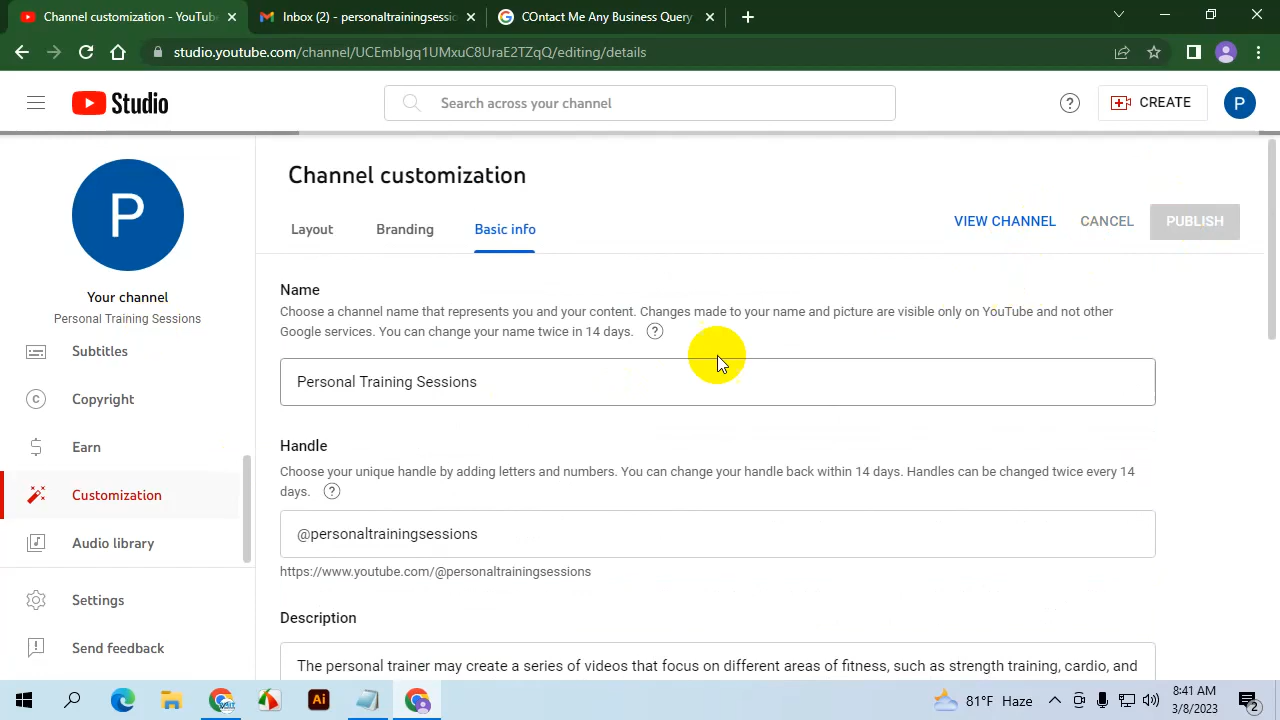 Channel customization - YouTu
Inbox (2) - personaltrainingsessio
COntact Me Any Business Query
studio.youtube.com/channel/UCEmbIgq1UMxuC8UraE2TZqQ/editing/details
Studio
Search across your channel
CREATE
P
P
Your channel
Personal Training Sessions
Subtitles
Copyright
Earn
Customization
Audio library
Settings
Send feedback
Channel customization
Layout
Branding
Basic info
VIEW CHANNEL
CANCEL
PUBLISH
Name
Choose a channel name that represents you and your content. Changes made to your name and picture are visible only on YouTube and not other
Google services. You can change your name twice in 14 days.
Personal Training Sessions
Handle
Choose your unique handle by adding letters and numbers. You can change your handle back within 14 days. Handles can be changed twice every 14
days.
@personaltrainingsessions
https://www.youtube.com/@personaltrainingsessions
Description
The personal trainer may create a series of videos that focus on different areas of fitness, such as strength training, cardio, and
Ai
81°F Haze
8:41 AM
3/8/2023
2